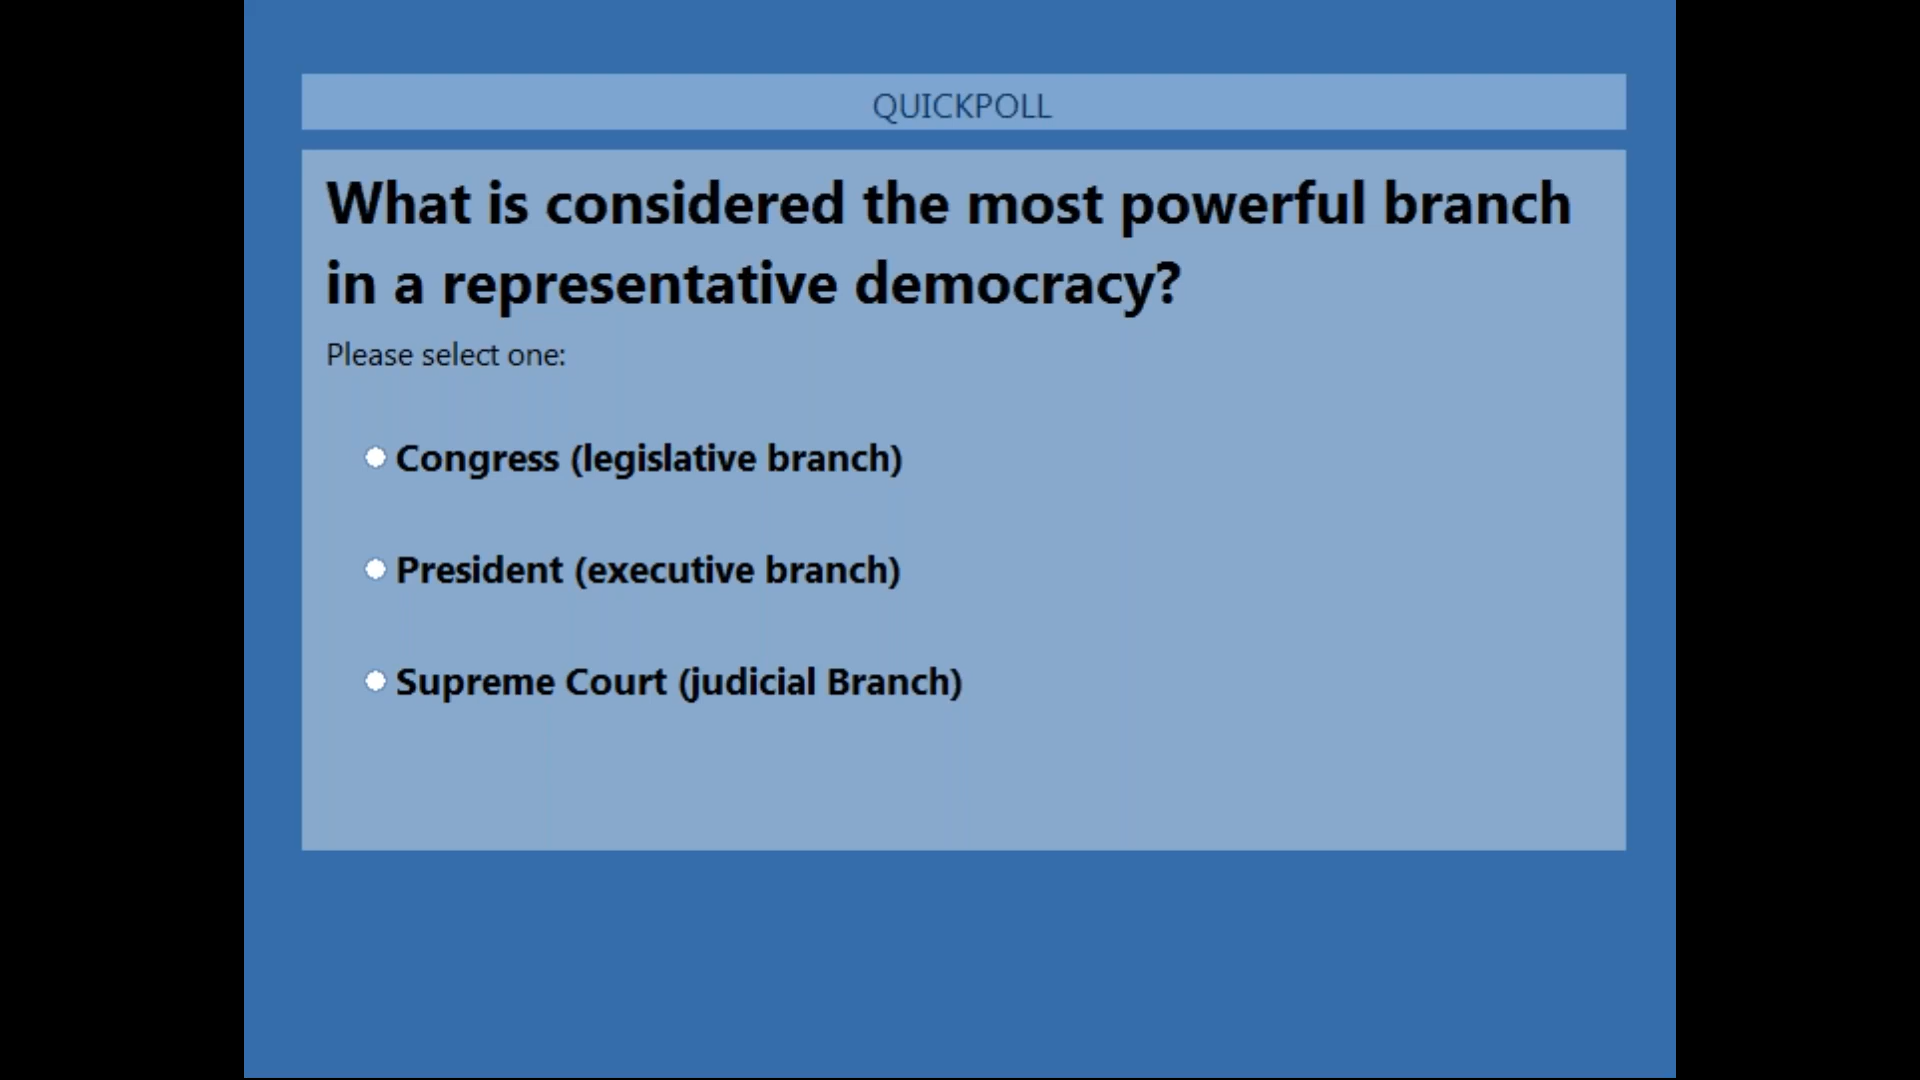 QUICKPOLL
What is considered the most powerful branch
in a representative democracy?
Please select one:
Congress (legislative branch)
President (executive branch)
Supreme Court (judicial Branch)